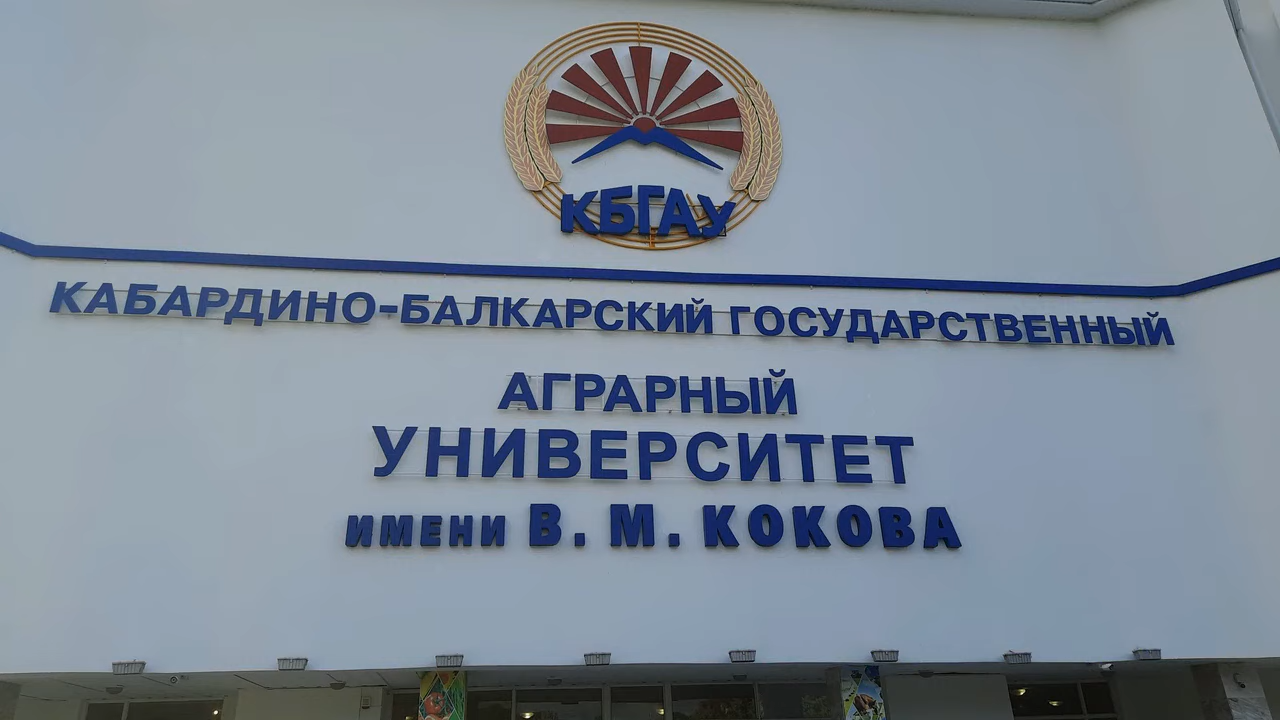 КБГАУ
КАБАРДИНО-БАЛКАРСКИЙ ГОСУДАРСТВЕННЫЙ
АГРАРНЫЙ
УНИВЕРСИТЕТ
ИМЕНИ В. М. КОКОВА